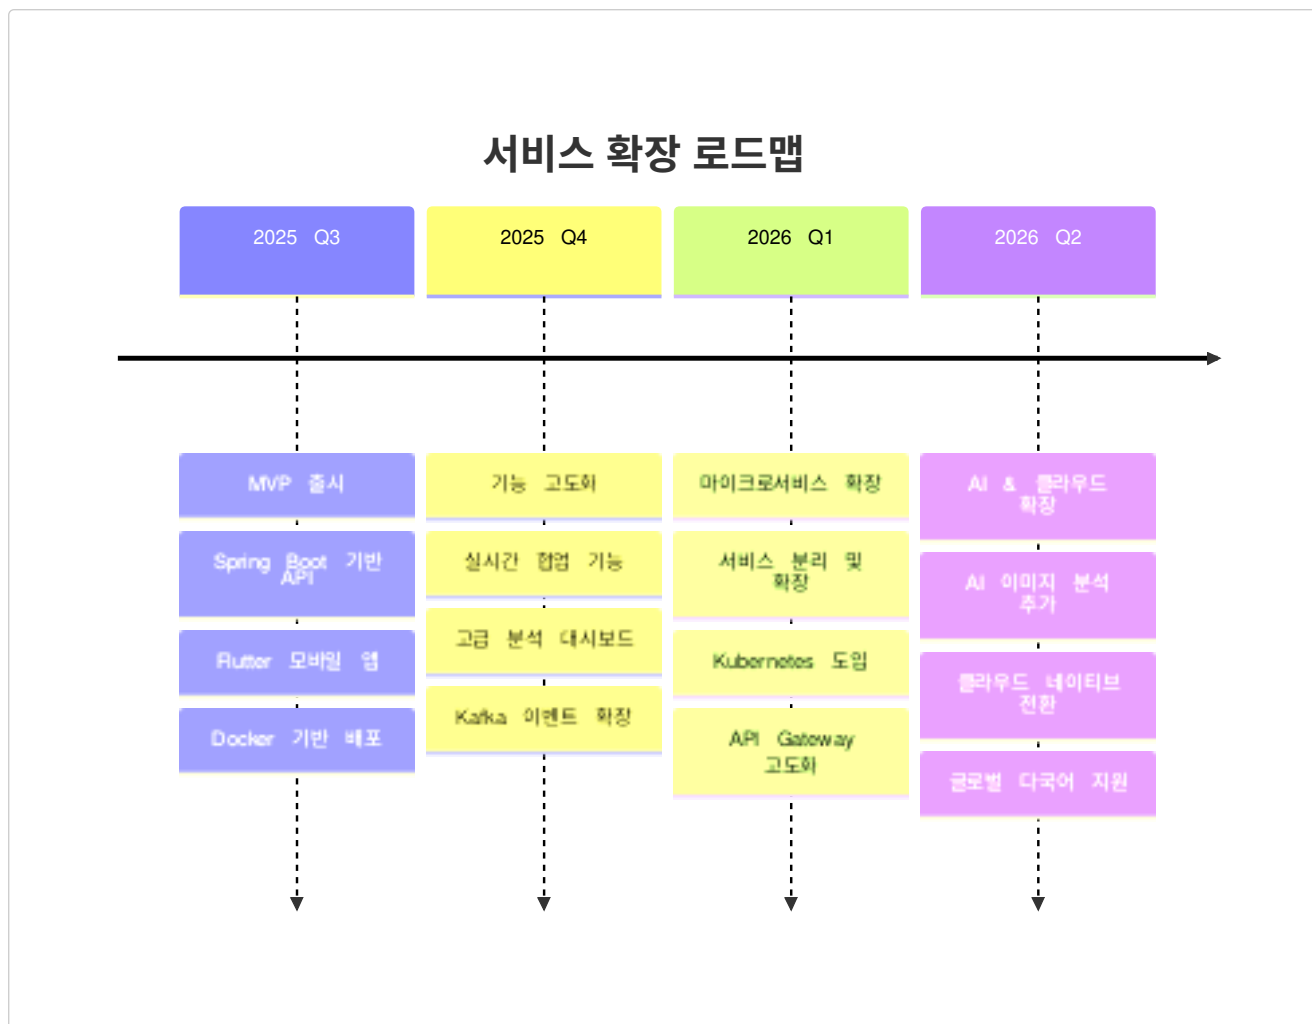 서비스 확장 로드맵
2025 Q3
2025 Q4
2026 Q1
2026 Q2
MVP 출시
Spring Boot 기반
API
Flutter 모바일 앱
Docker 기반 배포
기능 고도화
실시간 협업 기능
고급 분석 대시보드
Kafka 이벤트 확장
마이크로서비스 확장
서비스 분리 및
확장
Kubernetes 도입
API Gateway
고도화
AI & 클라우드
확장
AI 이미지 분석
추가
클라우드 네이티브
전환
글로벌 다국어 지원